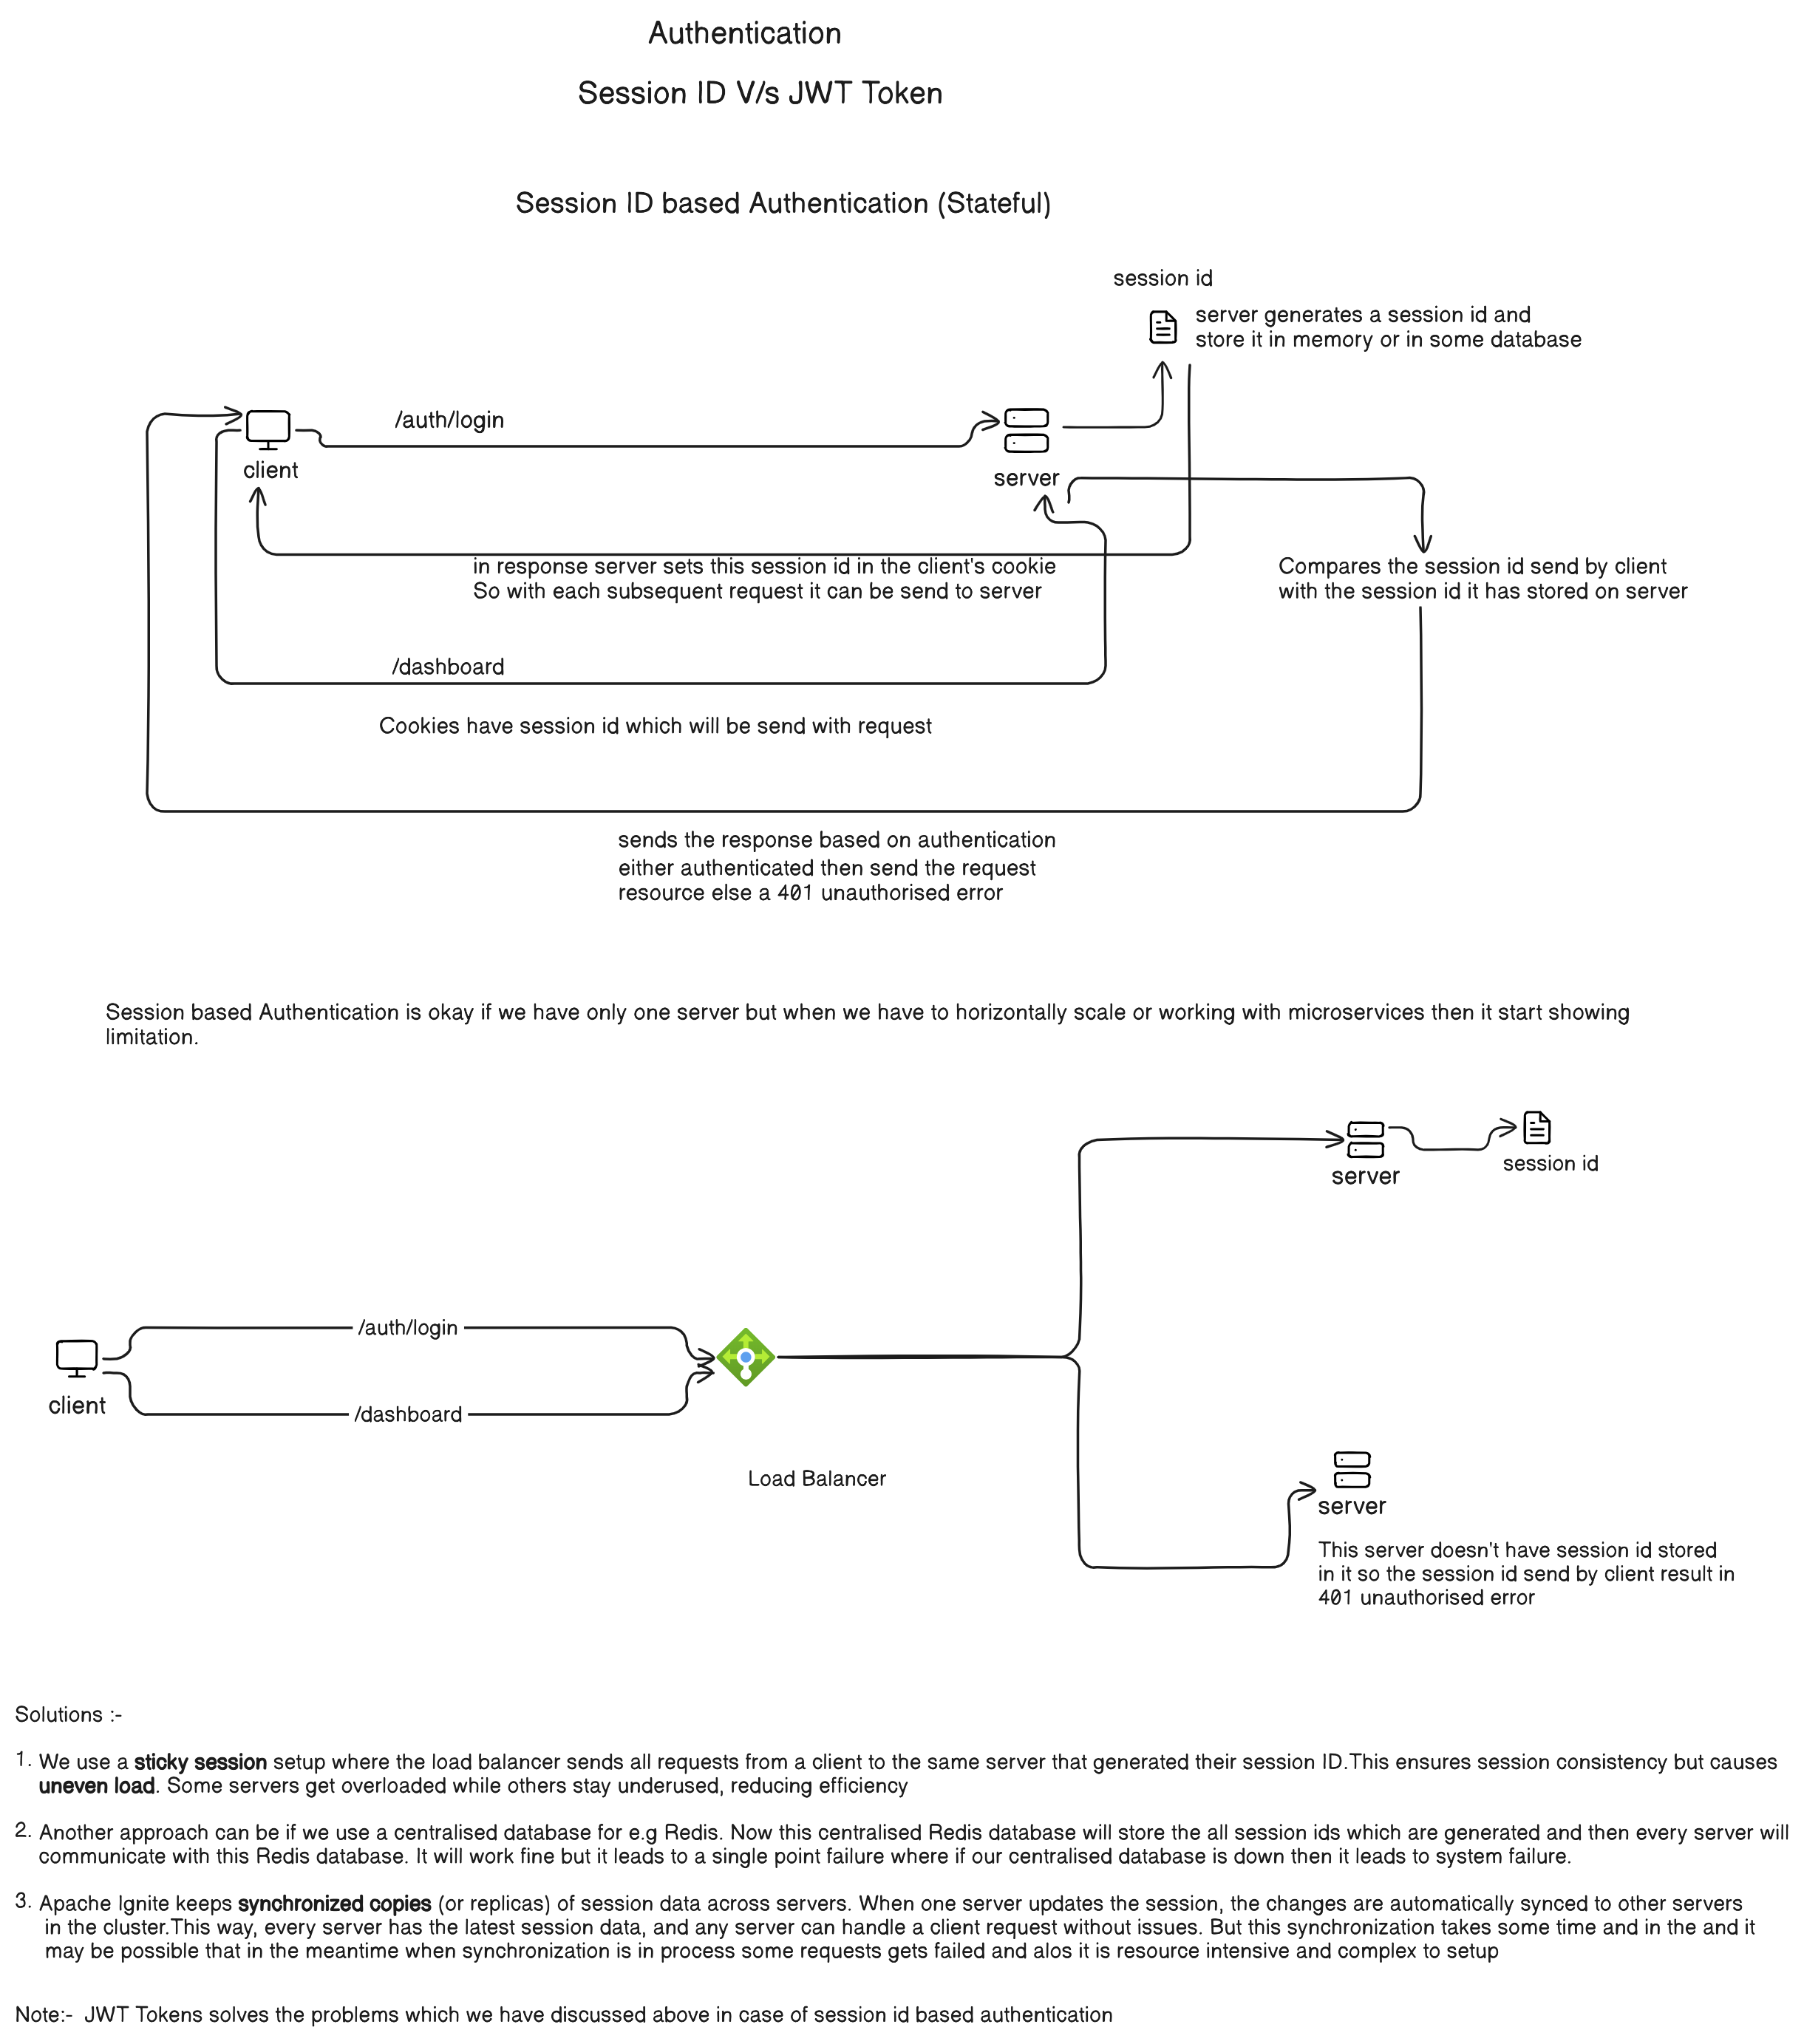 Authentication
Session ID V/s JWT Token
Session ID based Authentication (Stateful)
session id
server generates a session id and
store it in memory or in some database
/auth/login
client
server
in response server sets this session id in the client's cookie
So with each subsequent request it can be send to server
Compares the session id send by client
with the session id it has stored on server
/dashboard
Cookies have session id which will be send with request
sends the response based on authentication
either authenticated then send the request
resource else a 401 unauthorised error
Session based Authentication is okay if we have only one server but when we have to horizontally scale or working with microservices then it start showing
limitation.
server
session id
/auth/login
client
/dashboard
Load Balancer
server
This server doesn't have session id stored
in it so the session id send by client result in
401 unauthorised error
Solutions :-
1. We use a sticky session setup where the load balancer sends all requests from a client to the same server that generated their session ID.This ensures session consistency but causes
uneven load. Some servers get overloaded while others stay underused, reducing efficiency
2. Another approach can be if we use a centralised database for e.g Redis. Now this centralised Redis database will store the all session ids which are generated and then every server will
communicate with this Redis database. It will work fine but it leads to a single point failure where if our centralised database is down then it leads to system failure.
3. Apache Ignite keeps synchronized copies (or replicas) of session data across servers. When one server updates the session, the changes are automatically synced to other servers
in the cluster.This way, every server has the latest session data, and any server can handle a client request without issues. But this synchronization takes some time and in the and it
may be possible that in the meantime when synchronization is in process some requests gets failed and alos it is resource intensive and complex to setup
Note:- JWT Tokens solves the problems which we have discussed above in case of session id based authentication